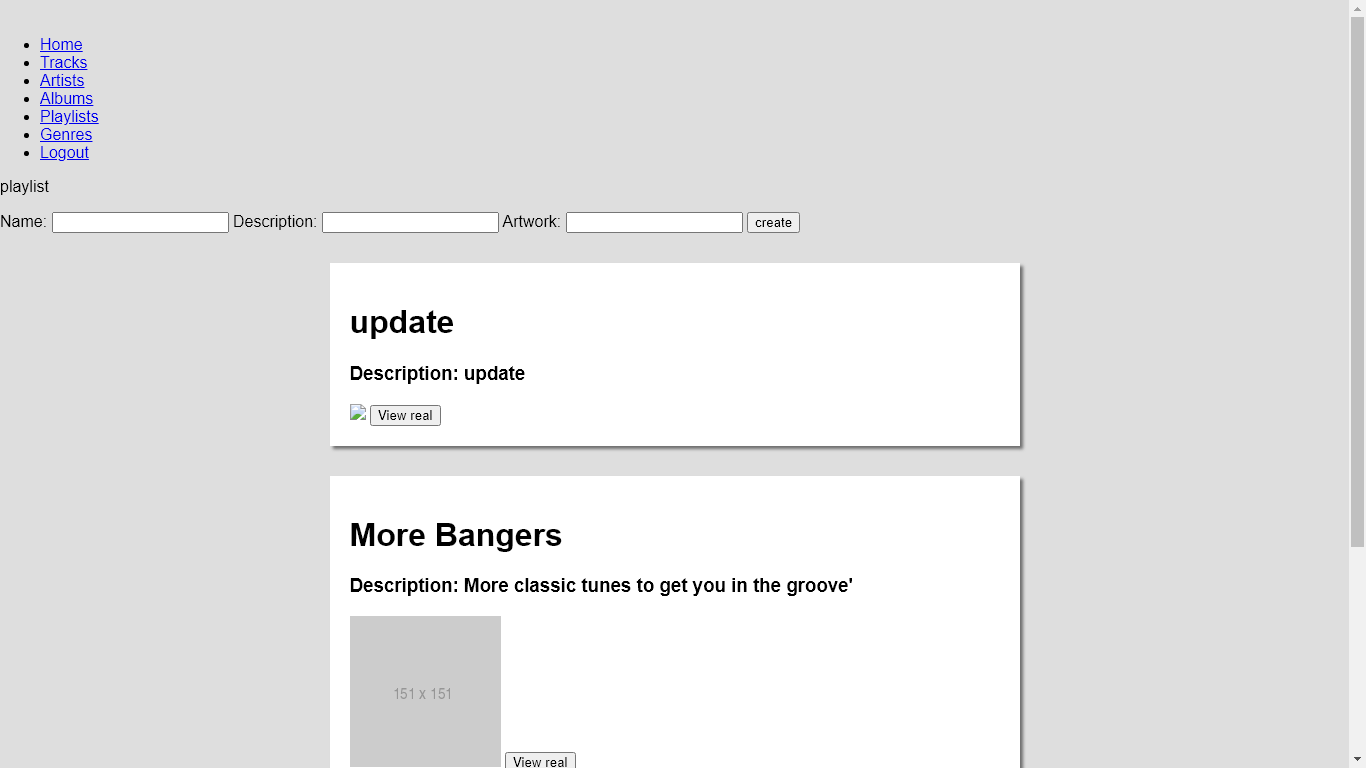 Home
Tracks
Artists
Albums
Playlists
Genres
Logout
playlist
Name: Description: Artwork: create
update
Description: update
View real
More Bangers
Description: More classic tunes to get you in the groove'
151 x 151
View real